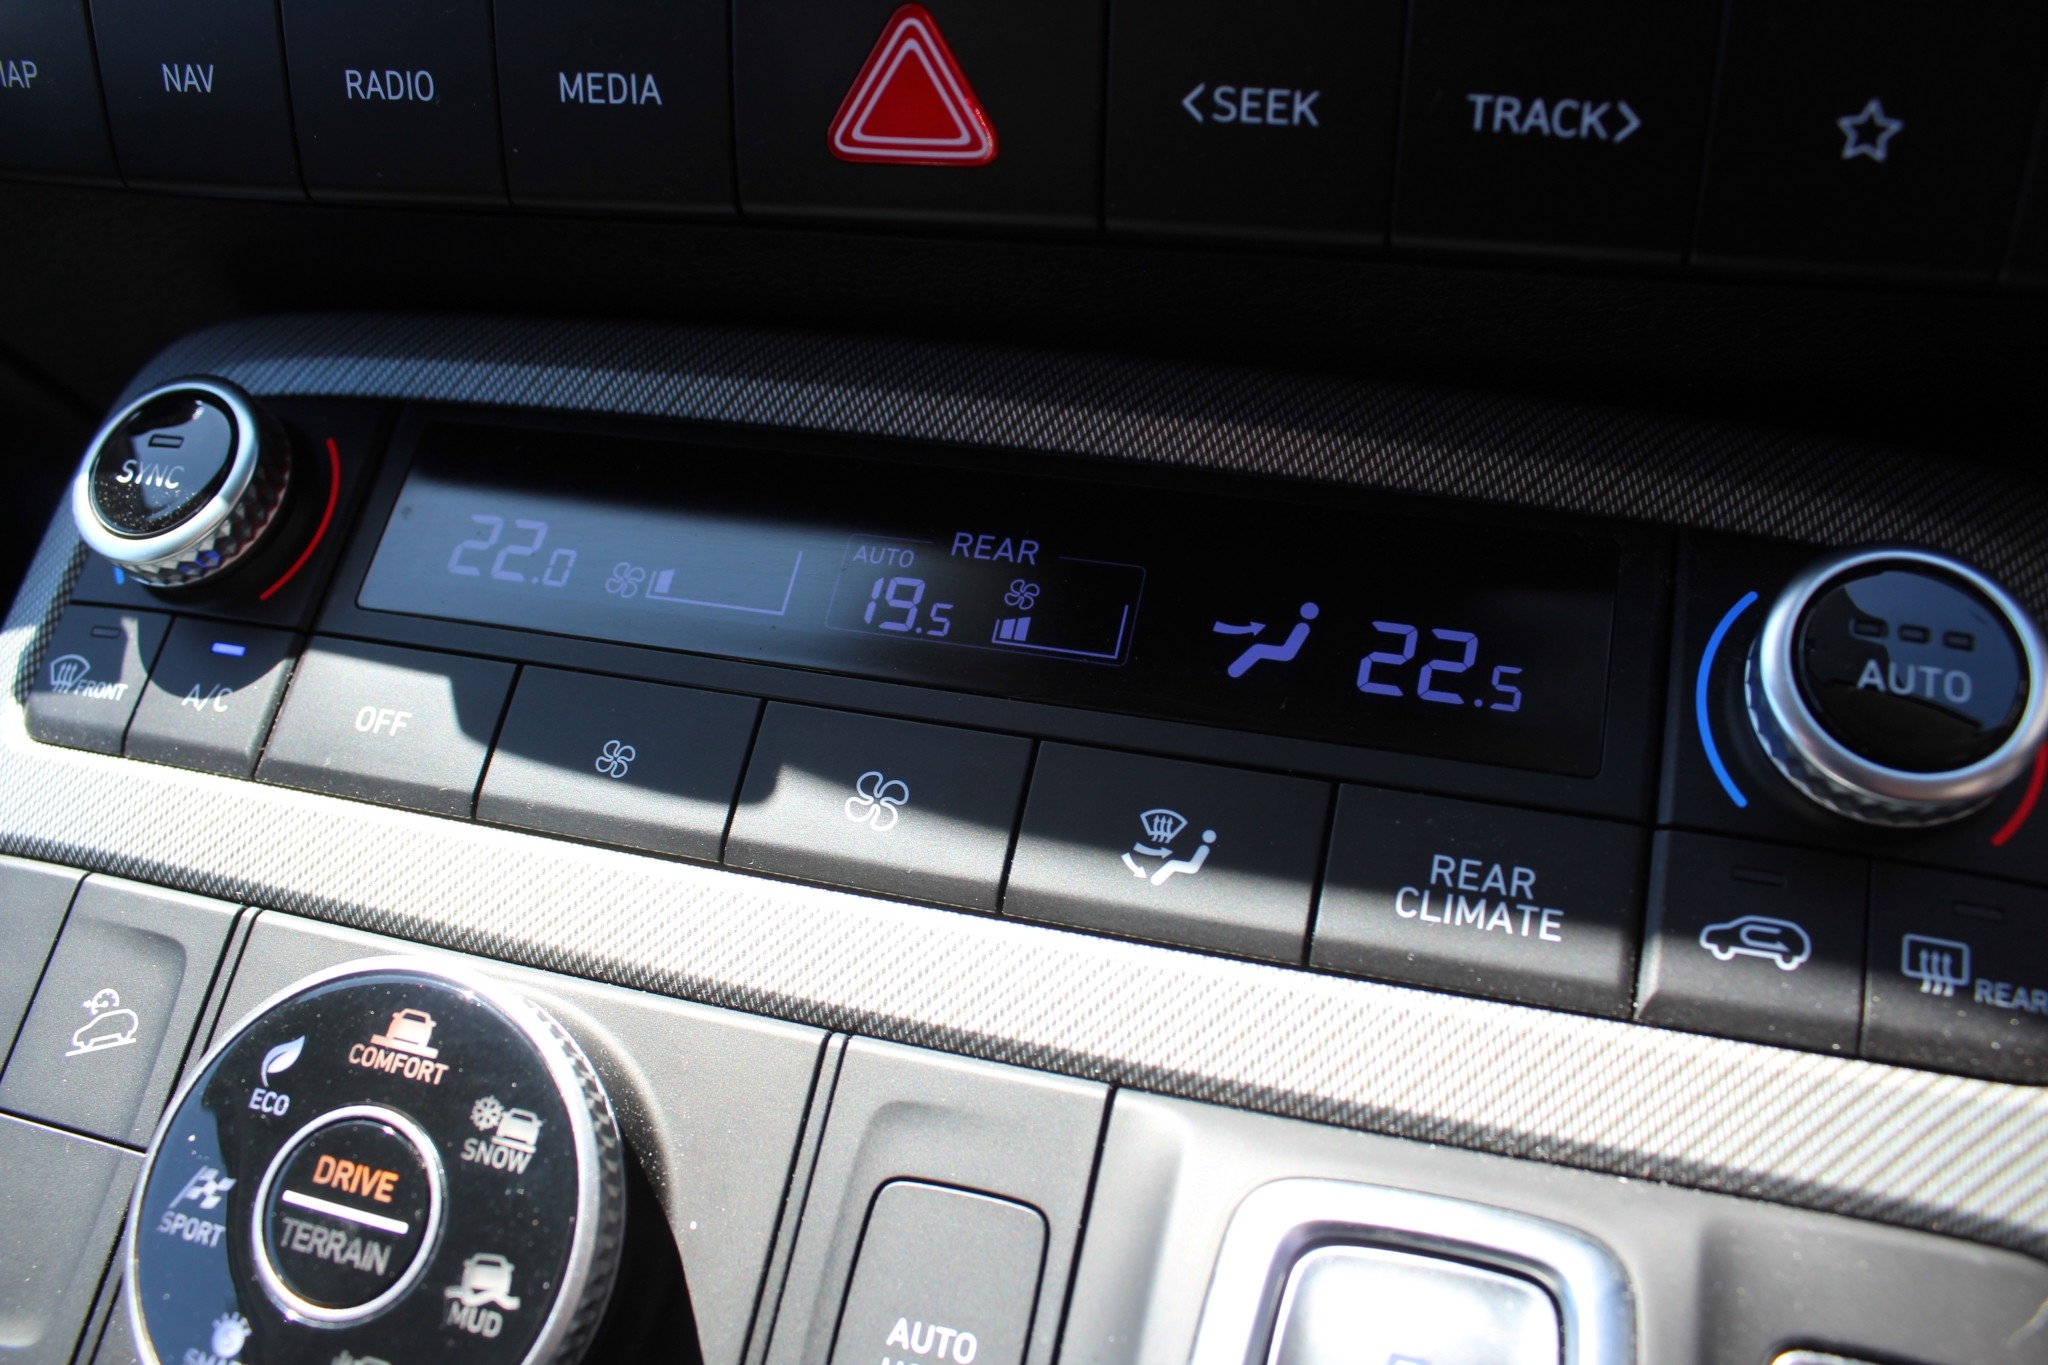 NAV
RADIO
MEDIA
<SEEK
TRACK>
SYNC
22.0
AUTO
REAR
19.5
22.5
AUTO
FRONT
A/C
OFF
REAR
CLIMATE
REAR
COMFORT
ECO
SNOW
SPORT
DRIVE
TERRAIN
MUD
AUTO